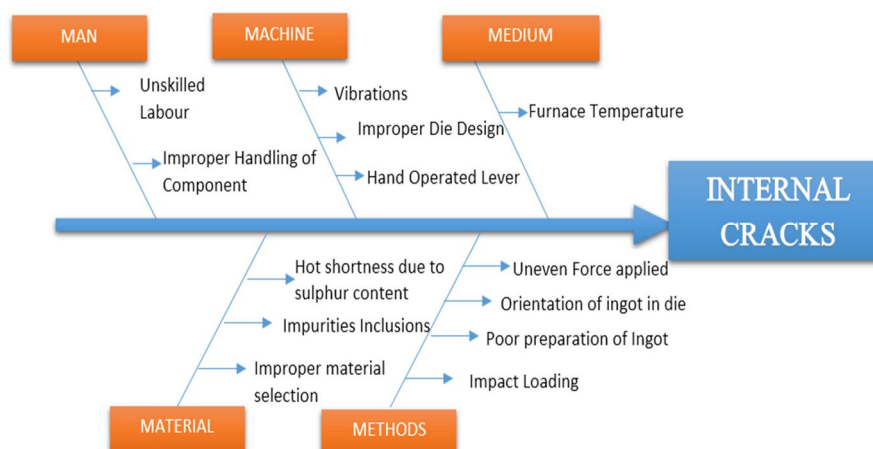 MAN
MACHINE
MEDIUM
Unskilled
Labour
Improper Handling of
Component
Vibrations
Improper Die Design
Hand Operated Lever
Furnace Temperature
INTERNAL
CRACKS
Hot shortness due to
sulphur content
Impurities Inclusions
Improper material
selection
Uneven Force applied
Orientation of ingot in die
Poor preparation of Ingot
Impact Loading
MATERIAL
METHODS